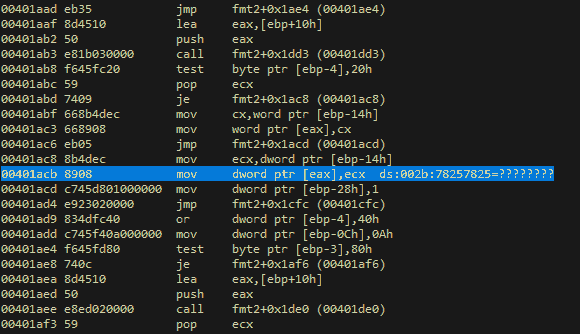 00401aad eb35 jmp fmt2+0x1ae4 (00401ae4)
00401aaf 8d4510 lea eax,[ebp+10h]
00401ab2 50 push eax
00401ab3 e81b030000 call fmt2+0x1dd3 (00401dd3)
00401ab8 f645fc20 test byte ptr [ebp-4],20h
00401abc 59 pop ecx
00401abd 7409 je fmt2+0x1ac8 (00401ac8)
00401abf 668b4dec mov cx,word ptr [ebp-14h]
00401ac3 668908 mov word ptr [eax],cx
00401ac6 eb05 jmp fmt2+0x1acd (00401acd)
00401ac8 8b4dec mov ecx,dword ptr [ebp-14h]
00401acb 8908 mov dword ptr [eax],ecx ds:002b:78257825=????????
00401acd c745d801000000 mov dword ptr [ebp-28h],1
00401ad4 e923020000 jmp fmt2+0x1cfc (00401cfc)
00401ad9 834dfc40 or dword ptr [ebp-4],40h
00401add c745f40a000000 mov dword ptr [ebp-0Ch],0Ah
00401ae4 f645fd80 test byte ptr [ebp-3],80h
00401ae8 740c je fmt2+0x1af6 (00401af6)
00401aea 8d4510 lea eax,[ebp+10h]
00401aed 50 push eax
00401aee e8ed020000 call fmt2+0x1de0 (00401de0)
00401af3 59 pop ecx